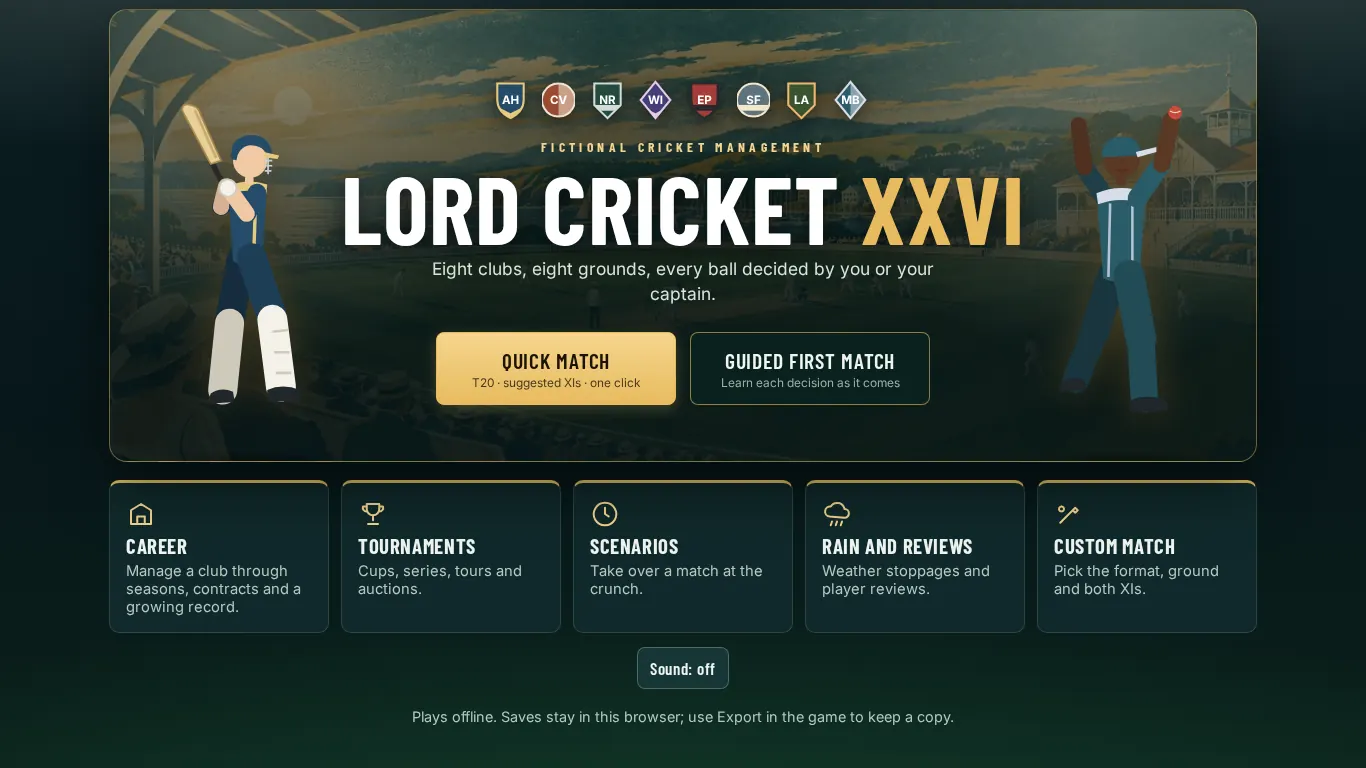 AH CV NR WI EP SF LA MB
FICTIONAL CRICKET MANAGEMENT
LORD CRICKET XXVI
Eight clubs, eight grounds, every ball decided by you or your
captain.
QUICK MATCH
T20 · suggested XIs · one click
GUIDED FIRST MATCH
Learn each decision as it comes
CAREER
Manage a club through
seasons, contracts and a
growing record.
TOURNAMENTS
Cups, series, tours and
auctions.
SCENARIOS
Take over a match at the
crunch.
RAIN AND REVIEWS
Weather stoppages and
player reviews.
CUSTOM MATCH
Pick the format, ground
and both XIs.
Sound: off
Plays offline. Saves stay in this browser; use Export in the game to keep a copy.